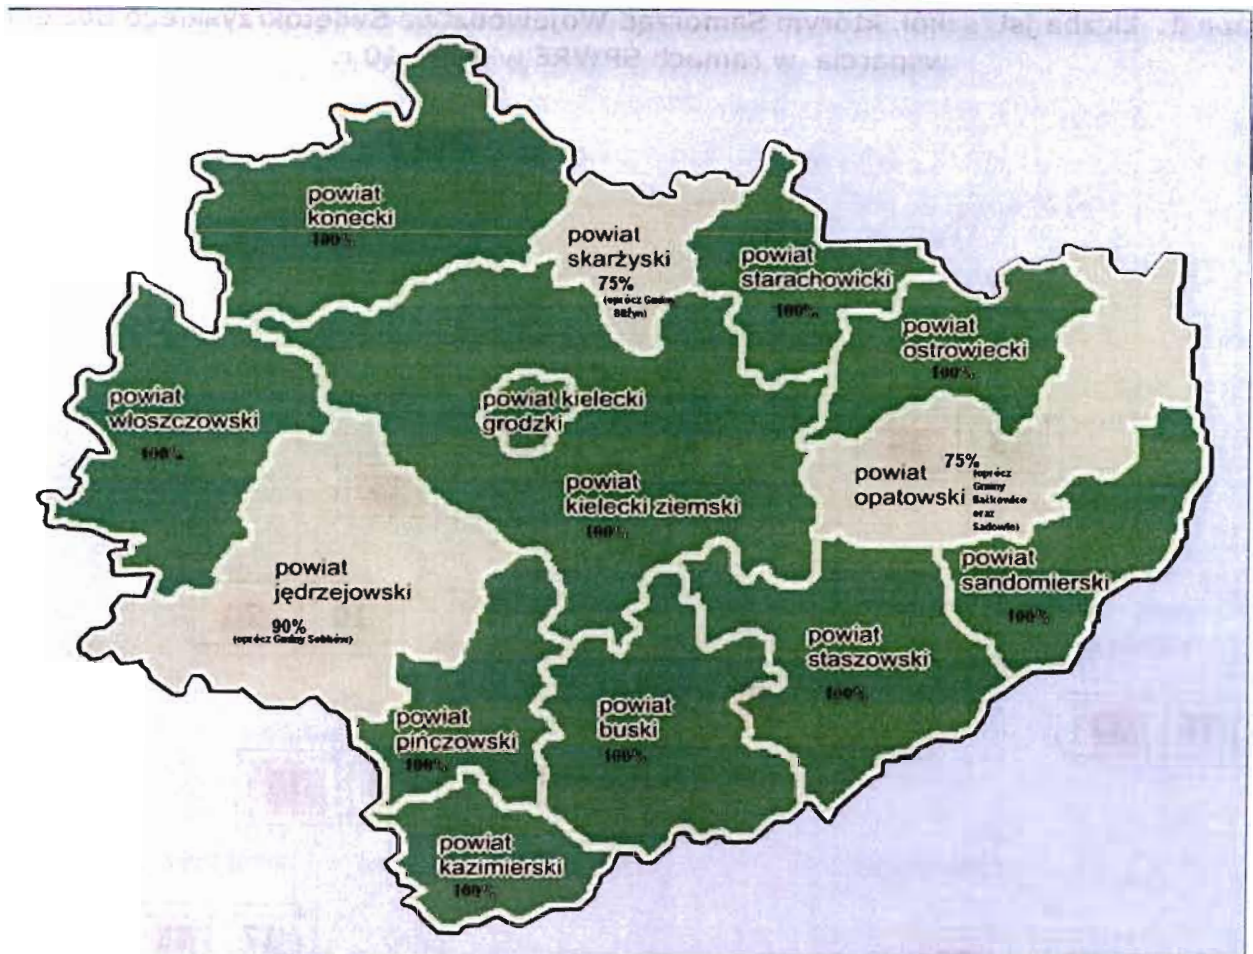 powiat
konecki
100%
powiat
skarżyski
75%
(oprócz Gminy
Bliżyn)
powiat
starachowicki
100%
powiat
ostrowiecki
100%
powiat
włoszczowski
100%
powiat kielecki
grodzki
powiat
kielecki ziemski
100%
powiat
opatowski
75%
(oprócz
Gminy
Baćkowice
oraz
Sadowie)
powiat
sandomierski
100%
powiat
jędrzejowski
90%
(oprócz Gminy Sobków)
powiat
staszowski
100%
powiat
pińczowski
100%
powiat
buski
100%
powiat
kazimierski
100%